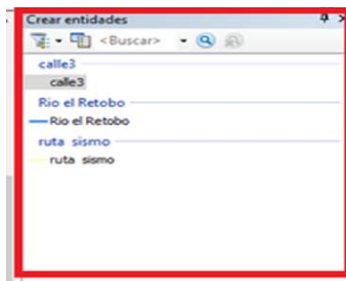 Crear entidades
<Buscar>
calle3
calle3
Rio el Retobo
Rio el Retobo
ruta sismo
ruta sismo